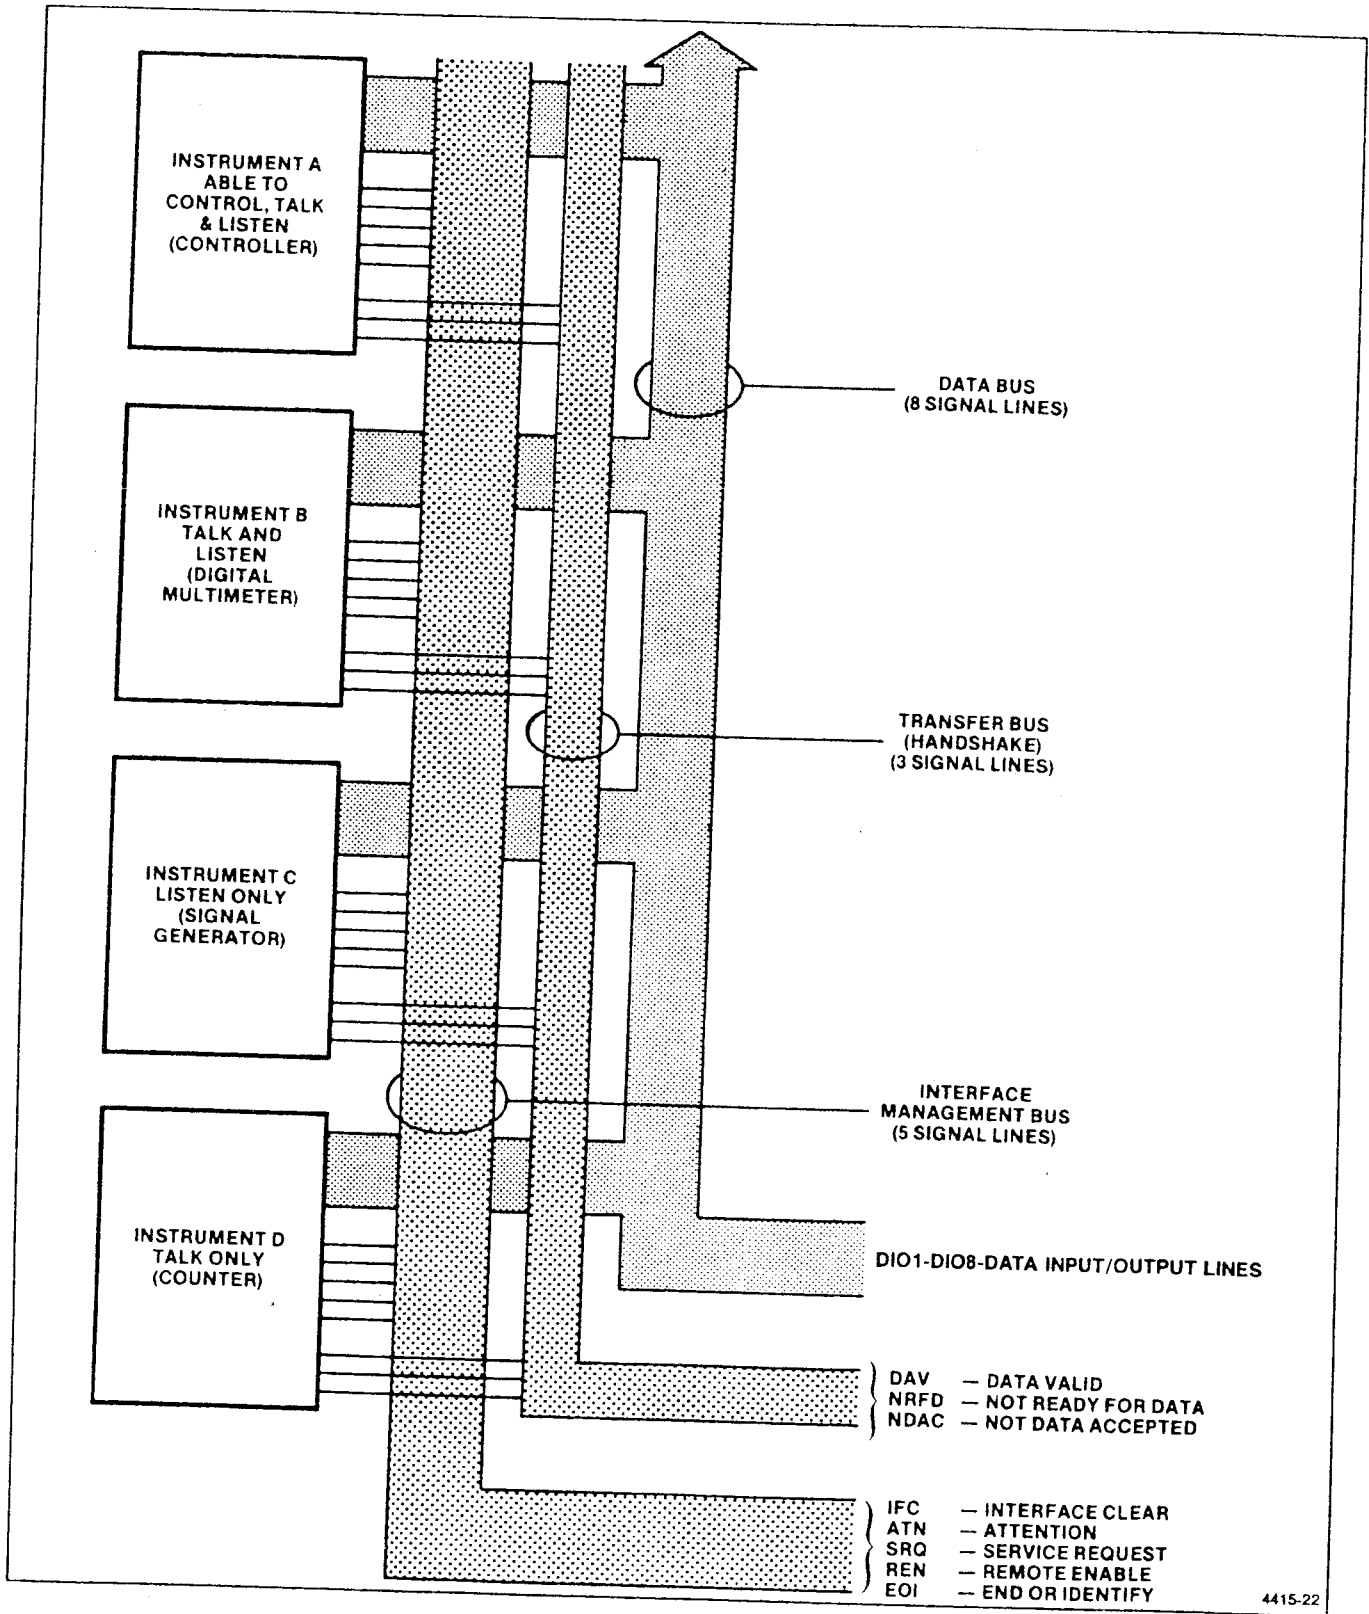 INSTRUMENT A
ABLE TO
CONTROL, TALK
& LISTEN
(CONTROLLER)
DATA BUS
(8 SIGNAL LINES)
INSTRUMENT B
TALK AND
LISTEN
(DIGITAL
MULTIMETER)
TRANSFER BUS
(HANDSHAKE)
(3 SIGNAL LINES)
INSTRUMENT C
LISTEN ONLY
(SIGNAL
GENERATOR)
INTERFACE
MANAGEMENT BUS
(5 SIGNAL LINES)
INSTRUMENT D
TALK ONLY
(COUNTER)
DIO1-DIO8-DATA INPUT/OUTPUT LINES
DAV — DATA VALID
NRFD — NOT READY FOR DATA
NDAC — NOT DATA ACCEPTED
IFC — INTERFACE CLEAR
ATN — ATTENTION
SRQ — SERVICE REQUEST
REN — REMOTE ENABLE
EOI — END OR IDENTIFY
4415-22